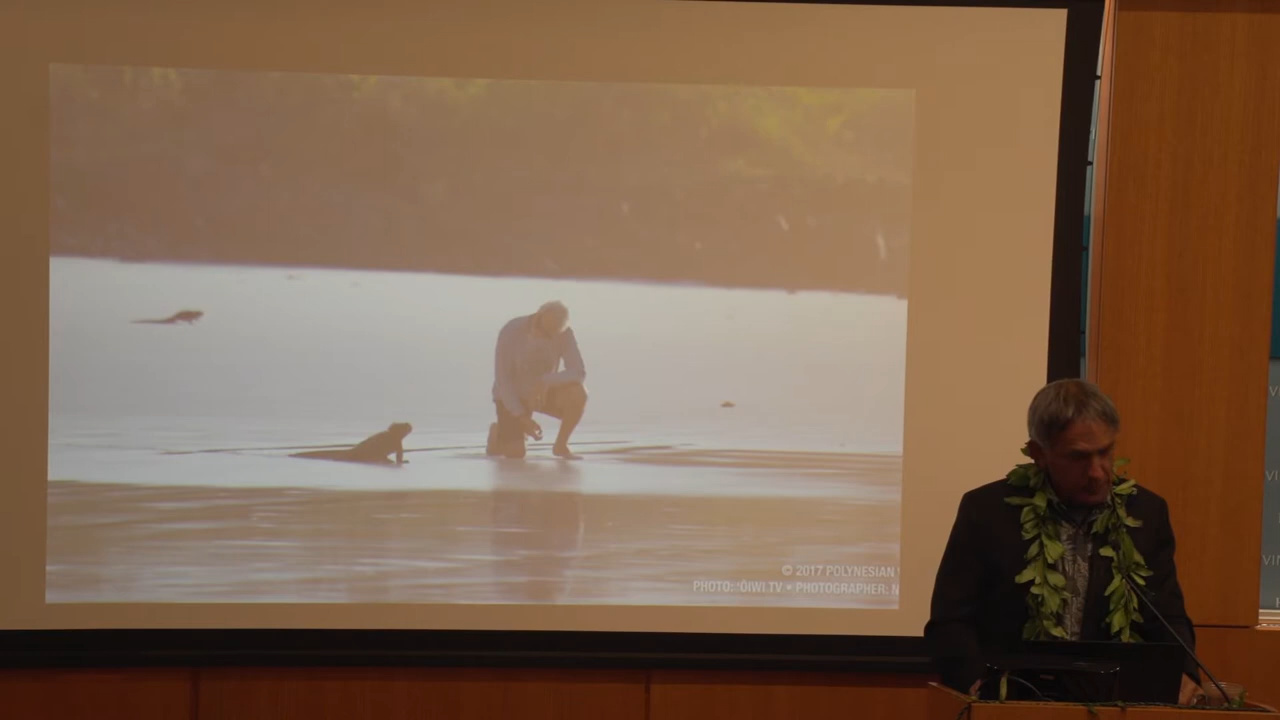 © 2017 POLYNESIAN
PHOTO: ʻŌIWI TV • PHOTOGRAPHER: N